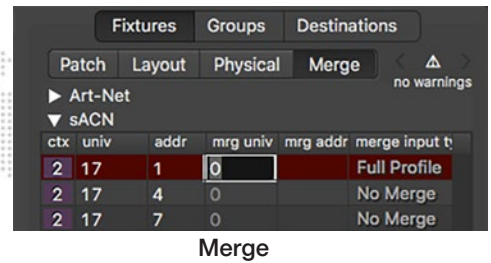 Fixtures Groups Destinations
Patch Layout Physical Merge
no warnings
▶ Art-Net
▼ sACN
ctx univ addr mrg univ mrg addr merge input ty
2 17 1 0 Full Profile
2 17 4 0 No Merge
2 17 7 0 No Merge
Merge